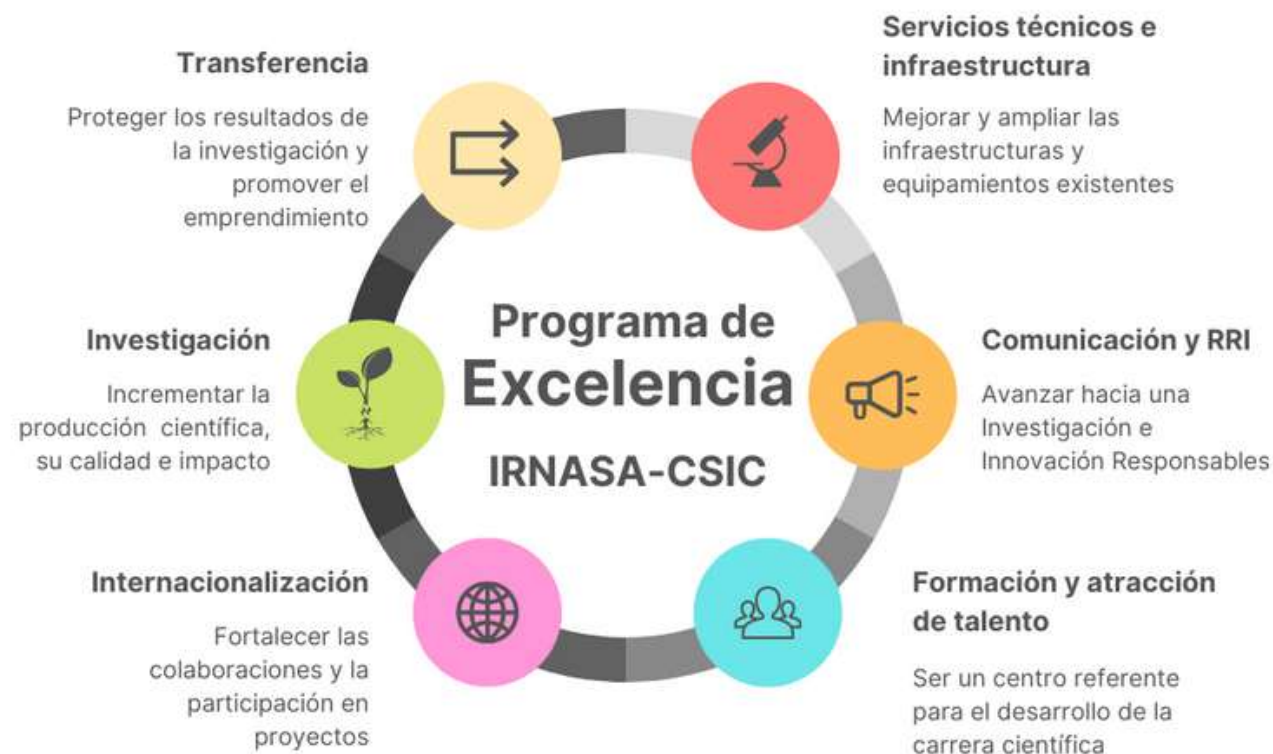 Servicios técnicos e
infraestructura
Mejorar y ampliar las
infraestructuras y
equipamientos existentes
Transferencia
Proteger los resultados de
la investigación y
promover el
emprendimiento
Programa de
Excelencia
IRNASA-CSIC
Investigación
Incrementar la
producción científica,
su calidad e impacto
Comunicación y RRI
Avanzar hacia una
Investigación e
Innovación Responsables
Internacionalización
Fortalecer las
colaboraciones y la
participación en
proyectos
Formación y atracción
de talento
Ser un centro referente
para el desarrollo de la
carrera científica